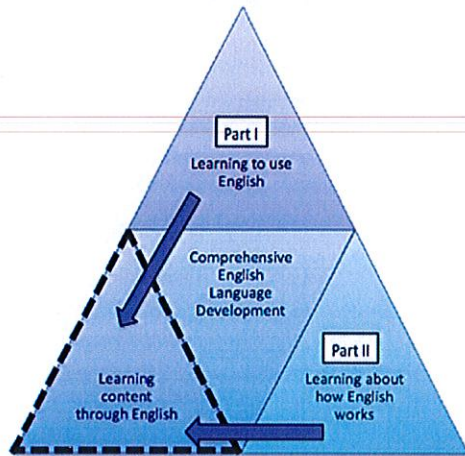 Part I
Learning to use
English
Comprehensive
English
Language
Development
Part II
Learning about
how English
works
Learning
content
through English